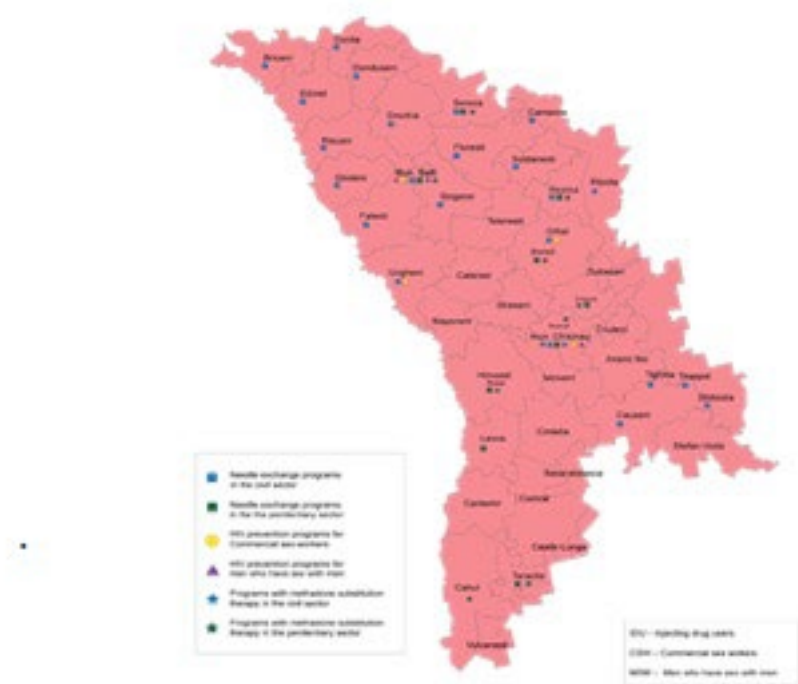 Donduseni
Briceni
Edinet
Soroca
Camenca
Riscani
Floresti
Soldanesti
Mun. Balti
Rezina
Ribnita
Glodeni
Singerei
Falesti
Telenesti
Orhei
Ungheni
Calarasi
Dubasari
Straseni
Nisporeni
Criuleni
Mun. Chisinau
Anenii Noi
Hincesti
Ialoveni
Tighina
Tiraspol
Slobozia
Causeni
Leova
Cimislia
Stefan Voda
Basarabeasca
Cantemir
Comrat
Ceadir-Lunga
Cahul
Taraclia
Vulcanesti
Needle exchange programs
in the civil sector
Needle exchange programs
in the the penitentiary sector
HIV prevention programs for
Commercial sex workers
HIV prevention programs for
men who have sex with men
Programs with methadone substitution
therapy in the civil sector
Programs with methadone substitution
therapy in the penitentiary sector
IDU - Injecting drug users
CSW - Commercial sex workers
MSM - Men who have sex with men